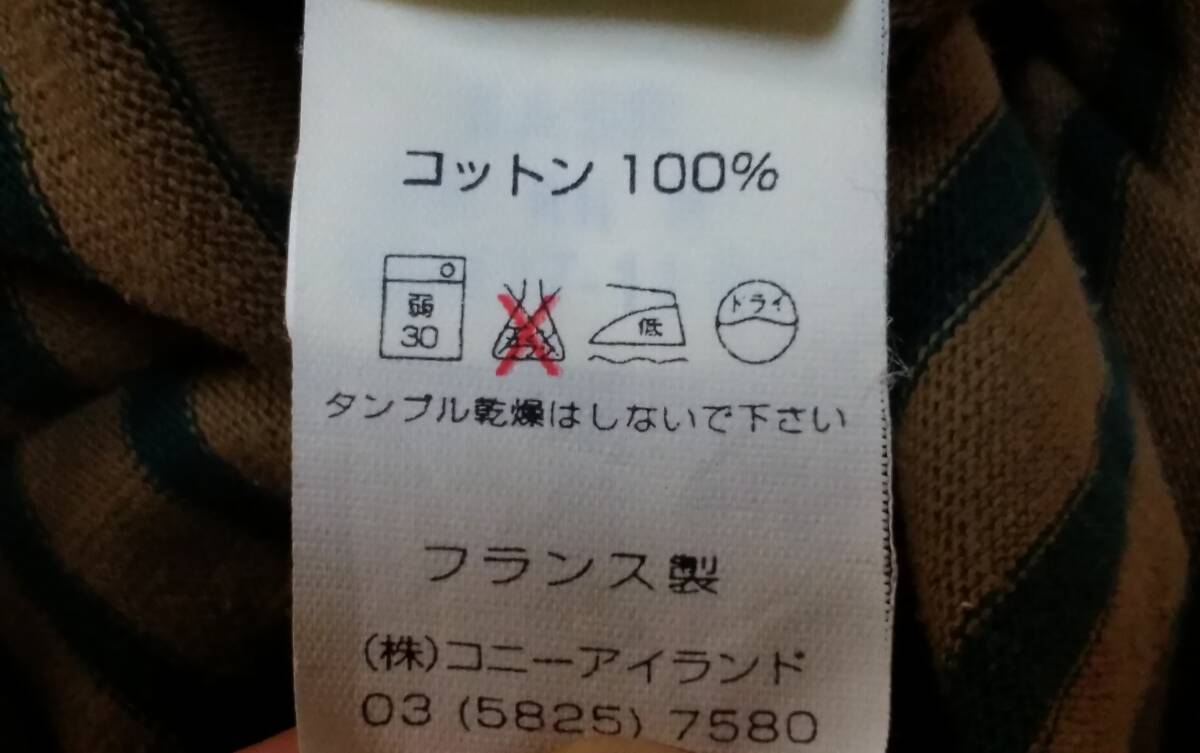 コットン 100%
弱
30
低
ドライ
タンブル乾燥はしないで下さい
フランス製
(株)コニーアイランド
03 (5825) 7580